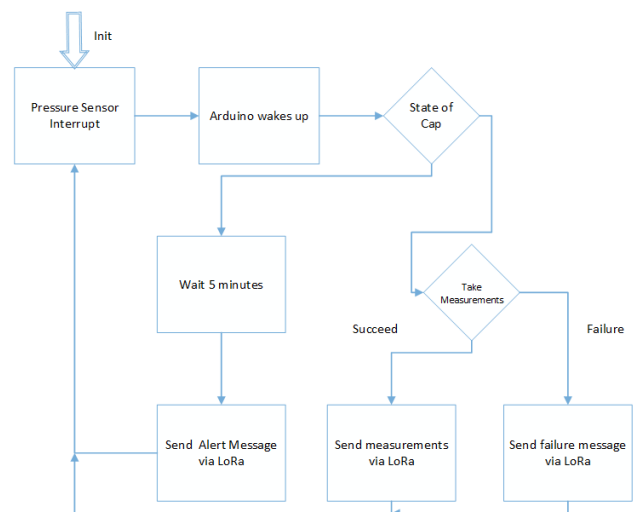 Init
Pressure Sensor
Interrupt
Arduino wakes up
State of
Cap
Wait 5 minutes
Take
Measurements
Succeed
Failure
Send Alert Message
via LoRa
Send measurements
via LoRa
Send failure message
via LoRa